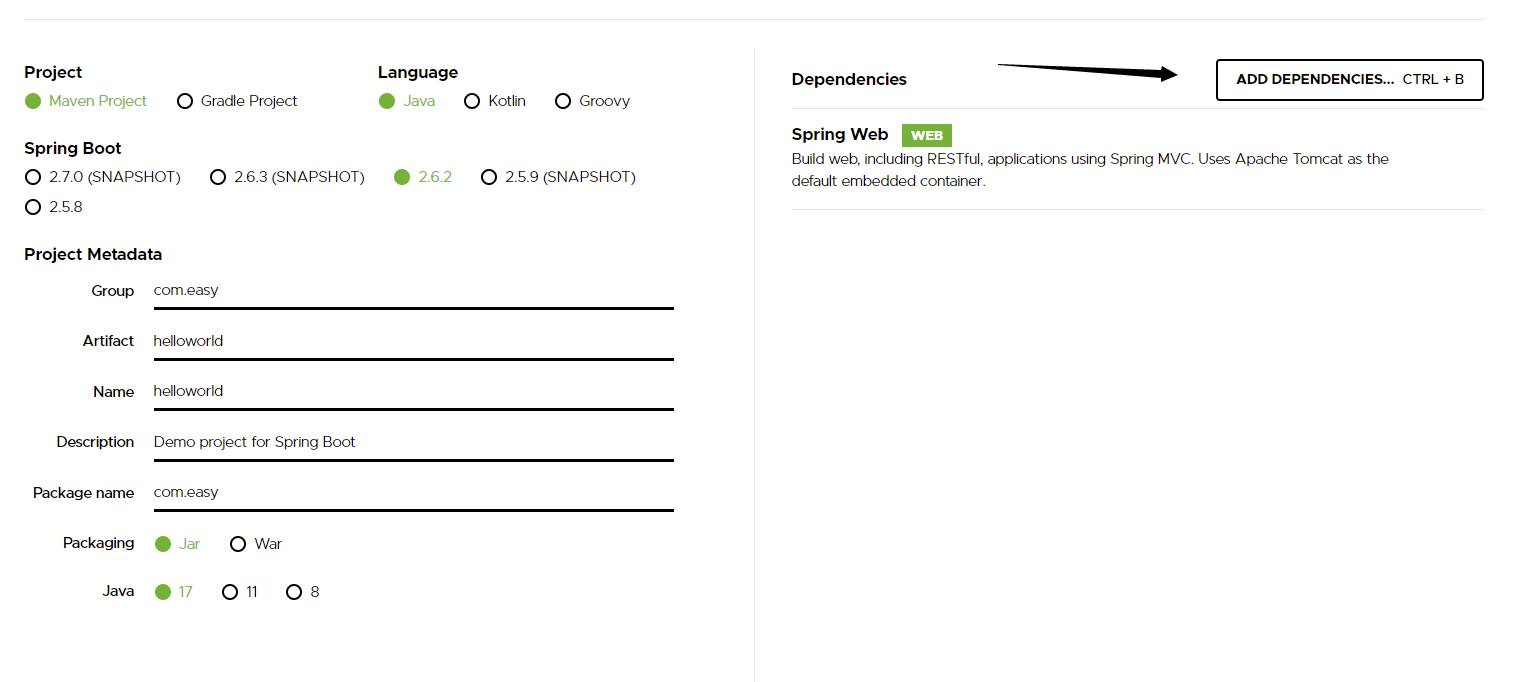 Project
Maven Project Gradle Project
Language
Java Kotlin Groovy
Spring Boot
2.7.0 (SNAPSHOT) 2.6.3 (SNAPSHOT) 2.6.2 2.5.9 (SNAPSHOT)
2.5.8
Project Metadata
Group com.easy
Artifact helloworld
Name helloworld
Description Demo project for Spring Boot
Package name com.easy
Packaging Jar War
Java 17 11 8
Dependencies
ADD DEPENDENCIES... CTRL + B
Spring Web WEB
Build web, including RESTful, applications using Spring MVC. Uses Apache Tomcat as the
default embedded container.